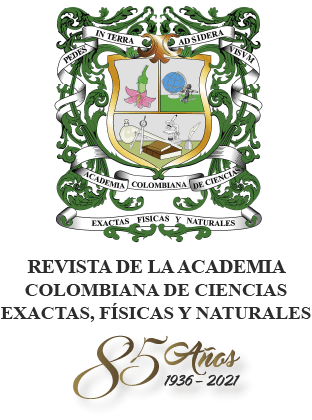 PEDES IN TERRA AD SIDERA VISVM
ACADEMIA COLOMBIANA DE CIENCIAS
EXACTAS FISICAS Y NATURALES
REVISTA DE LA ACADEMIA
COLOMBIANA DE CIENCIAS
EXACTAS, FÍSICAS Y NATURALES
85 Años
1936 - 2021